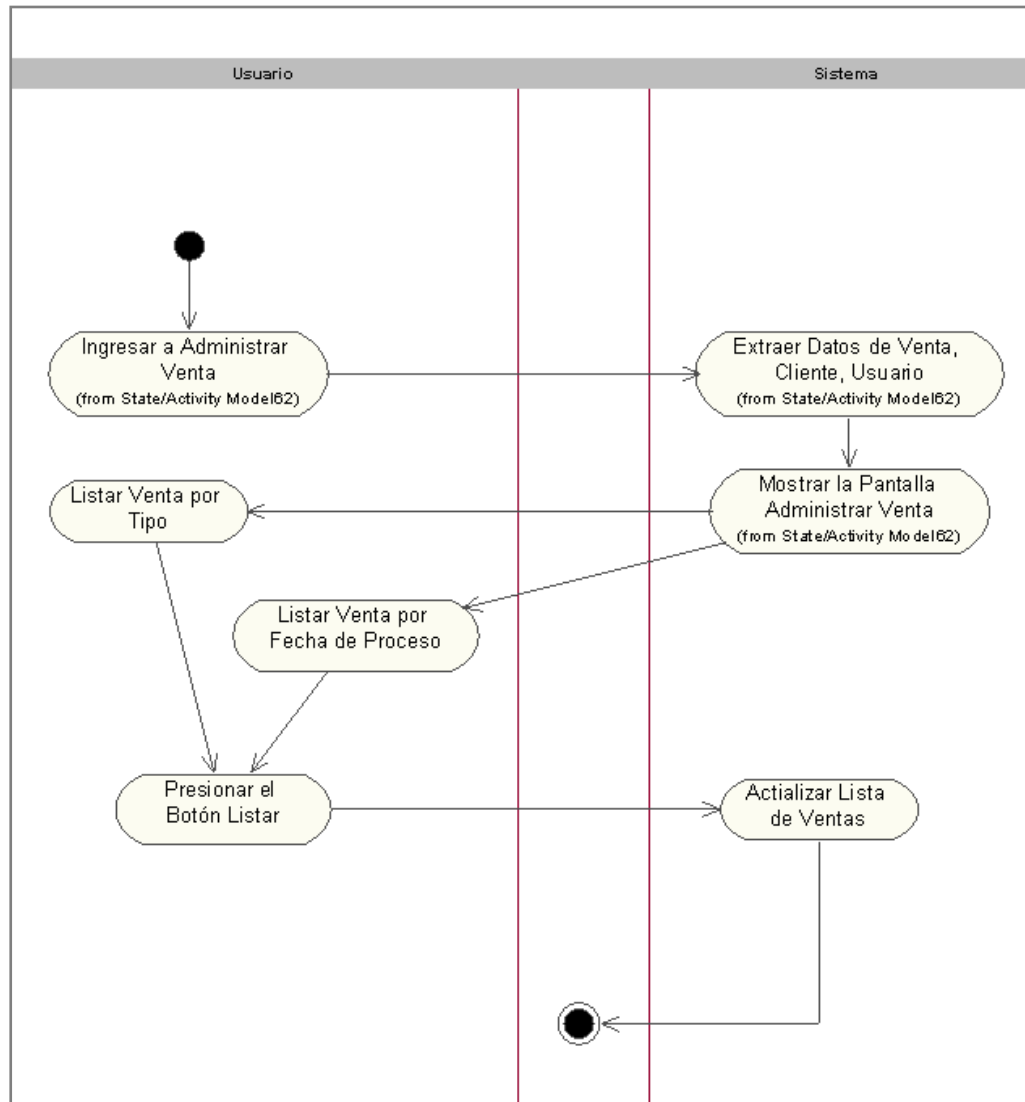 Usuario
Sistema
Ingresar a Administrar
Venta
(from State/Activity Model62)
Extraer Datos de Venta,
Cliente, Usuario
(from State/Activity Model62)
Mostrar la Pantalla
Administrar Venta
(from State/Activity Model62)
Listar Venta por
Tipo
Listar Venta por
Fecha de Proceso
Presionar el
Botón Listar
Actializar Lista
de Ventas